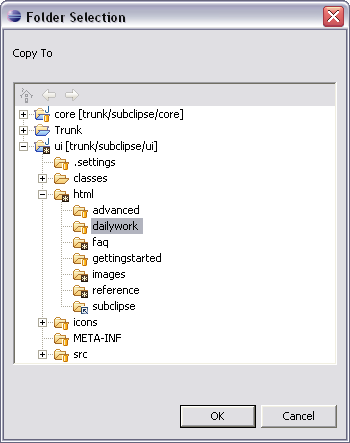 Folder Selection
Copy To
core [trunk/subclipse/core]
Trunk
ui [trunk/subclipse/ui]
.settings
classes
html
advanced
dailywork
faq
gettingstarted
images
reference
subclipse
icons
META-INF
src
OK Cancel